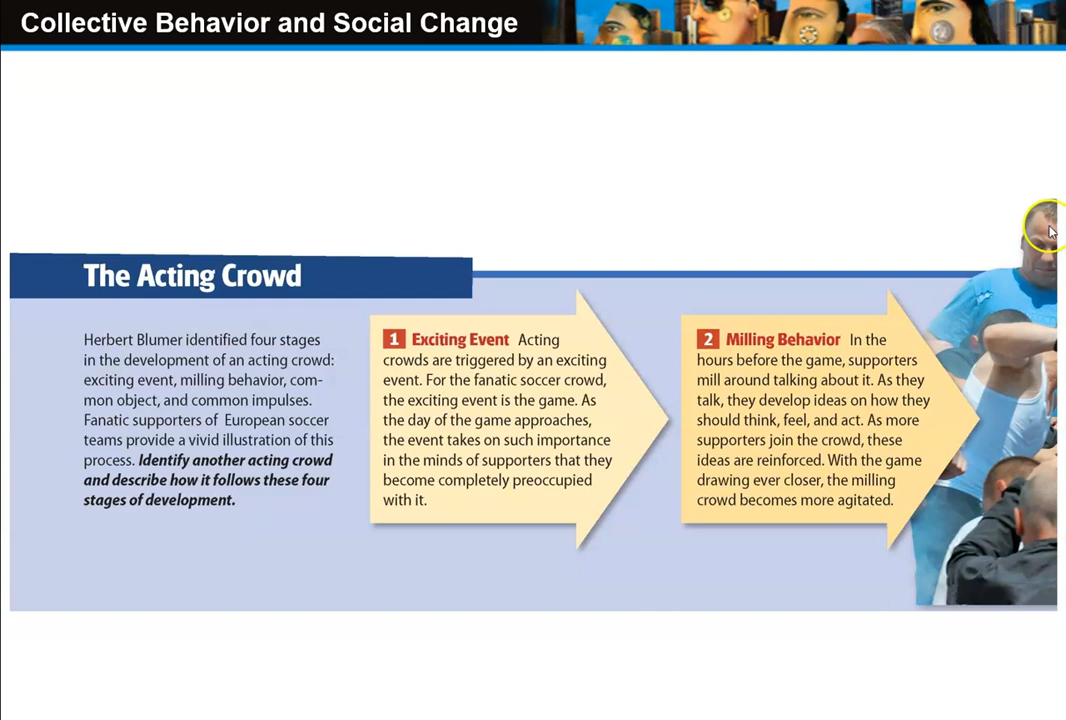 Collective Behavior and Social Change
The Acting Crowd
Herbert Blumer identified four stages
in the development of an acting crowd:
exciting event, milling behavior, com-
mon object, and common impulses.
Fanatic supporters of European soccer
teams provide a vivid illustration of this
process. Identify another acting crowd
and describe how it follows these four
stages of development.
1 Exciting Event Acting
crowds are triggered by an exciting
event. For the fanatic soccer crowd,
the exciting event is the game. As
the day of the game approaches,
the event takes on such importance
in the minds of supporters that they
become completely preoccupied
with it.
2 Milling Behavior In the
hours before the game, supporters
mill around talking about it. As they
talk, they develop ideas on how they
should think, feel, and act. As more
supporters join the crowd, these
ideas are reinforced. With the game
drawing ever closer, the milling
crowd becomes more agitated.